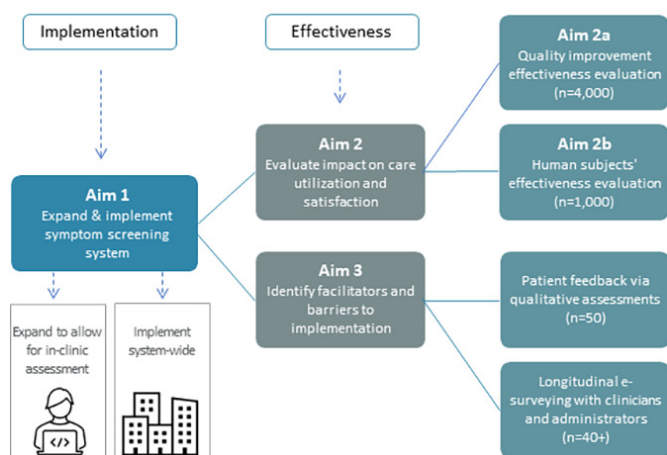 Implementation
Effectiveness
Aim 1
Expand & implement
symptom screening
system
Expand to allow
for in-clinic
assessment
</>
Implement
system-wide
Aim 2
Evaluate impact on care
utilization and
satisfaction
Aim 3
Identify facilitators and
barriers to
implementation
Aim 2a
Quality improvement
effectiveness evaluation
(n=4,000)
Aim 2b
Human subjects'
effectiveness evaluation
(n=1,000)
Patient feedback via
qualitative assessments
(n=50)
Longitudinal e-
surveying with clinicians
and administrators
(n=40+)